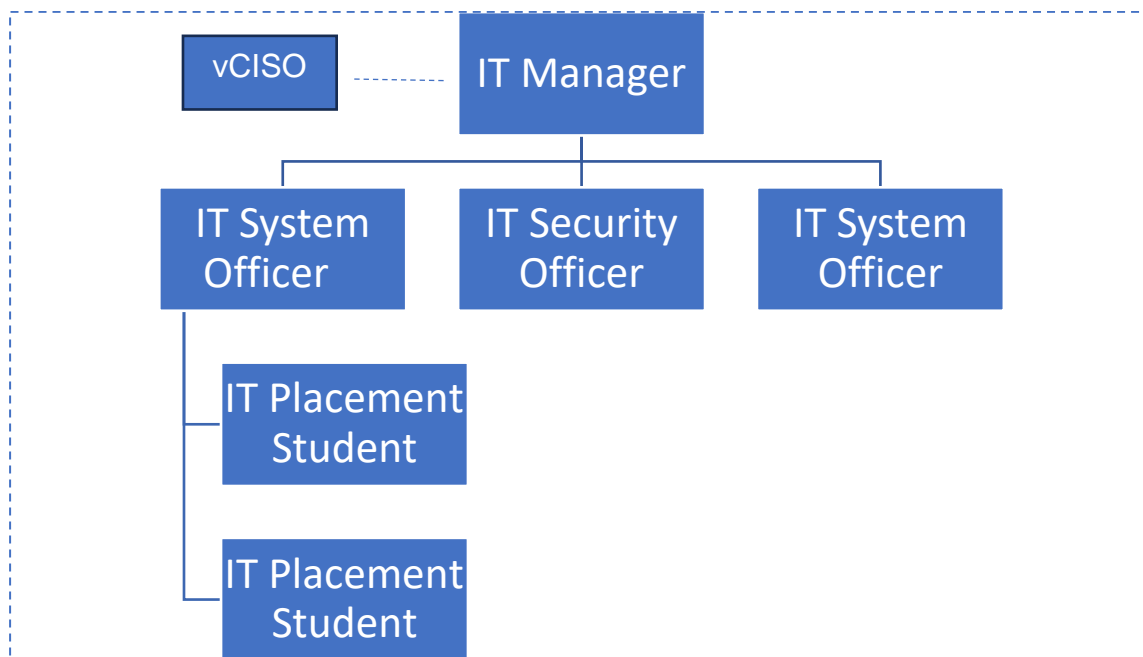 vCISO
IT Manager
IT System
Officer
IT Security
Officer
IT System
Officer
IT Placement
Student
IT Placement
Student